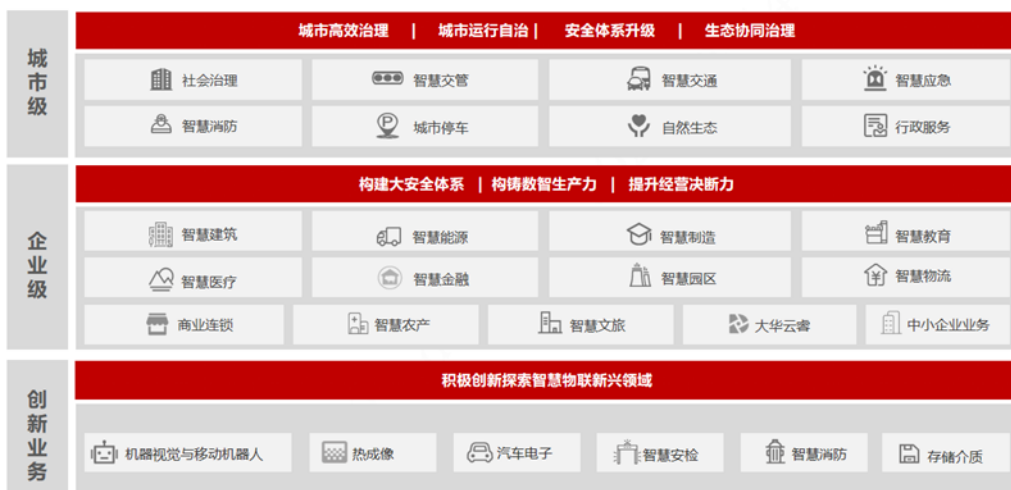 城市级
城市高效治理 | 城市运行自治 | 安全体系升级 | 生态协同治理
社会治理 智慧交管 智慧交通 智慧应急
智慧消防 城市停车 自然生态 行政服务
企业级
构建大安全体系 | 构铸数智生产力 | 提升经营决断力
智慧建筑 智慧能源 智慧制造 智慧教育
智慧医疗 智慧金融 智慧园区 智慧物流
商业连锁 智慧农产 智慧文旅 大华云睿 中小企业业务
创新业务
积极创新探索智慧物联新兴领域
机器视觉与移动机器人 热成像 汽车电子 智慧安检 智慧消防 存储介质